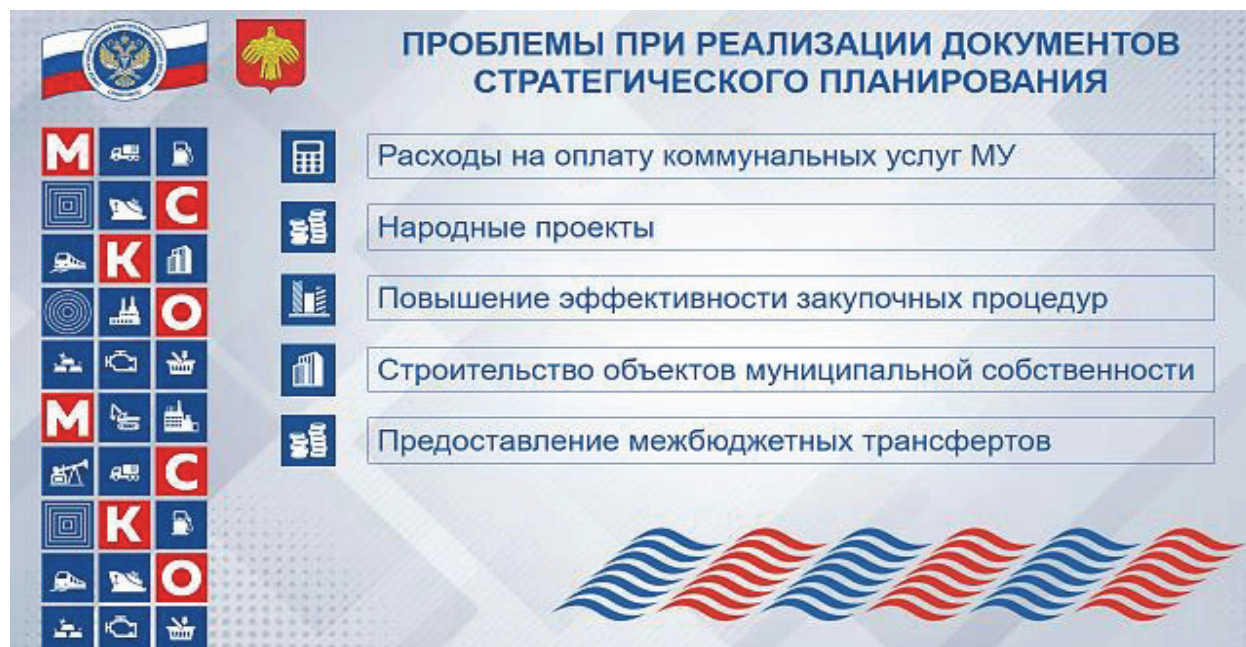 ПРОБЛЕМЫ ПРИ РЕАЛИЗАЦИИ ДОКУМЕНТОВ
СТРАТЕГИЧЕСКОГО ПЛАНИРОВАНИЯ
М
С
К
О
М
С
К
О
Расходы на оплату коммунальных услуг МУ
Народные проекты
Повышение эффективности закупочных процедур
Строительство объектов муниципальной собственности
Предоставление межбюджетных трансфертов